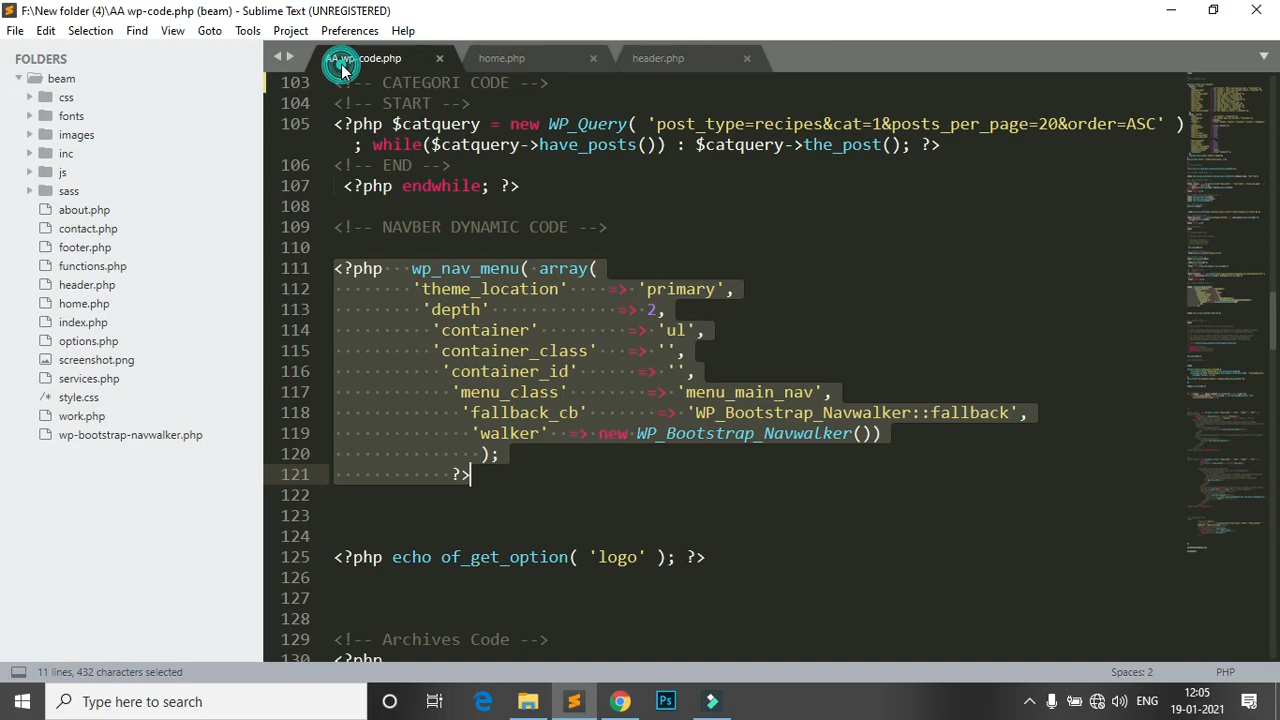 F:\New folder (4)\AA wp-code.php (beam) - Sublime Text (UNREGISTERED)
File Edit Selection Find View Goto Tools Project Preferences Help
FOLDERS
beam
css
fonts
images
inc
js
sass
about.php
contact.php
footer.php
functions.php
header.php
home.php
index.php
options.php
screenshot.png
services.php
style.css
work.php
wp-bootstrap-navwalker.php
AA wp-code.php home.php header.php
103 <!-- CATEGORI CODE -->
104 <!-- START -->
105 <?php $catquery = new WP_Query( 'post_type=recipes&cat=1&posts_per_page=20&order=ASC' )
; while($catquery->have_posts()) : $catquery->the_post(); ?>
106 <!-- END -->
107 <?php endwhile; ?>
108
109 <!-- NAVBER DYNAMIC CODE -->
110
111 <?php wp_nav_menu( array(
112 'theme_location' => 'primary',
113 'depth' => 2,
114 'container' => 'ul',
115 'container_class' => '',
116 'container_id' => '',
117 'menu_class' => 'menu_main_nav',
118 'fallback_cb' => 'WP_Bootstrap_Navwalker::fallback',
119 'walker' => new WP_Bootstrap_Navwalker())
120 );
121 ?>
122
123
124
125 <?php echo of_get_option( 'logo' ); ?>
126
127
128
129 <!-- Archives Code -->
130 <?php
11 lines, 432 characters selected
Spaces: 2 PHP
Type here to search
ENG
12:05
19-01-2021